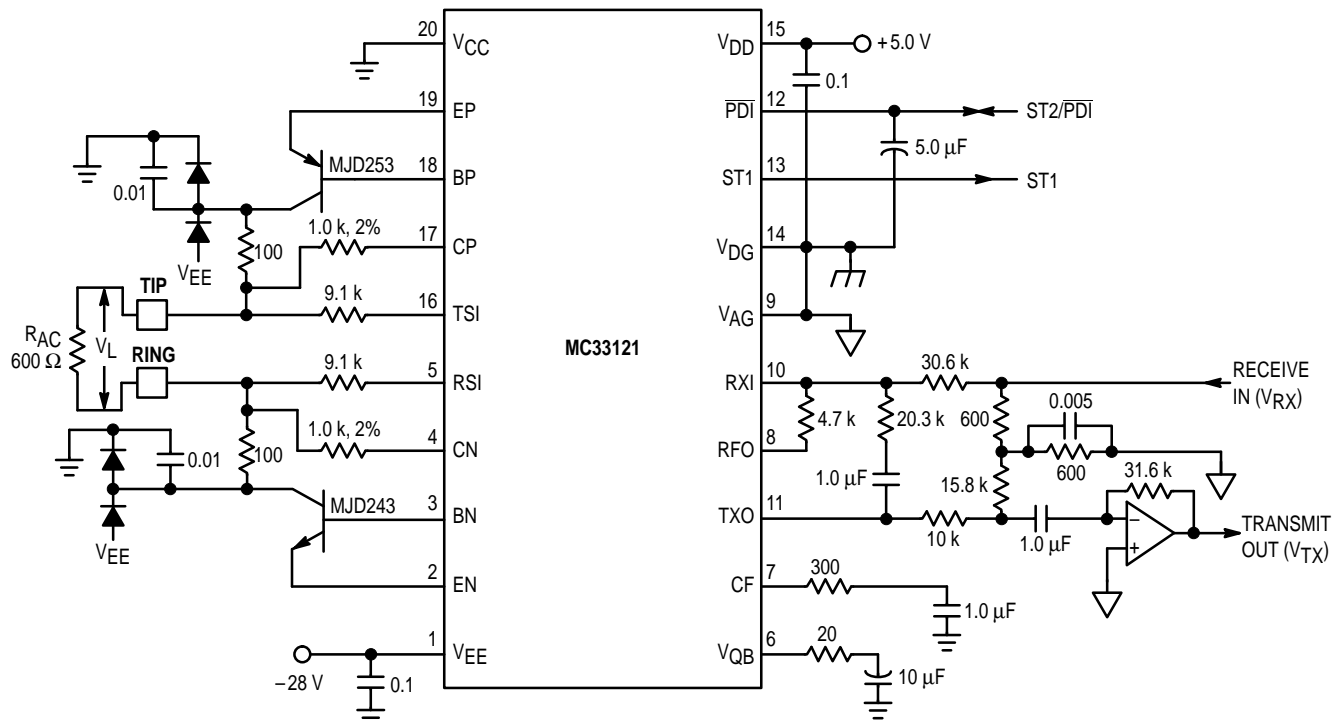 20 VCC
VDD 15
+5.0 V
0.1
19 EP
PDI 12
ST2/PDI
5.0 µF
MJD253
18 BP
ST1 13
ST1
0.01
1.0 k, 2%
17 CP
VDG 14
100
VEE
TIP
9.1 k
16 TSI
VAG 9
MC33121
RAC
600 Ω
VL
RING
9.1 k
5 RSI
RXI 10
30.6 k
RECEIVE
IN (VRX)
4.7 k
20.3 k
600
0.005
600
1.0 k, 2%
4 CN
RFO 8
0.01
100
1.0 µF
15.8 k
31.6 k
MJD243
3 BN
TXO 11
10 k
1.0 µF
–
+
TRANSMIT
OUT (VTX)
VEE
2 EN
CF 7
300
1.0 µF
1 VEE
VQB 6
20
10 µF
–28 V
0.1